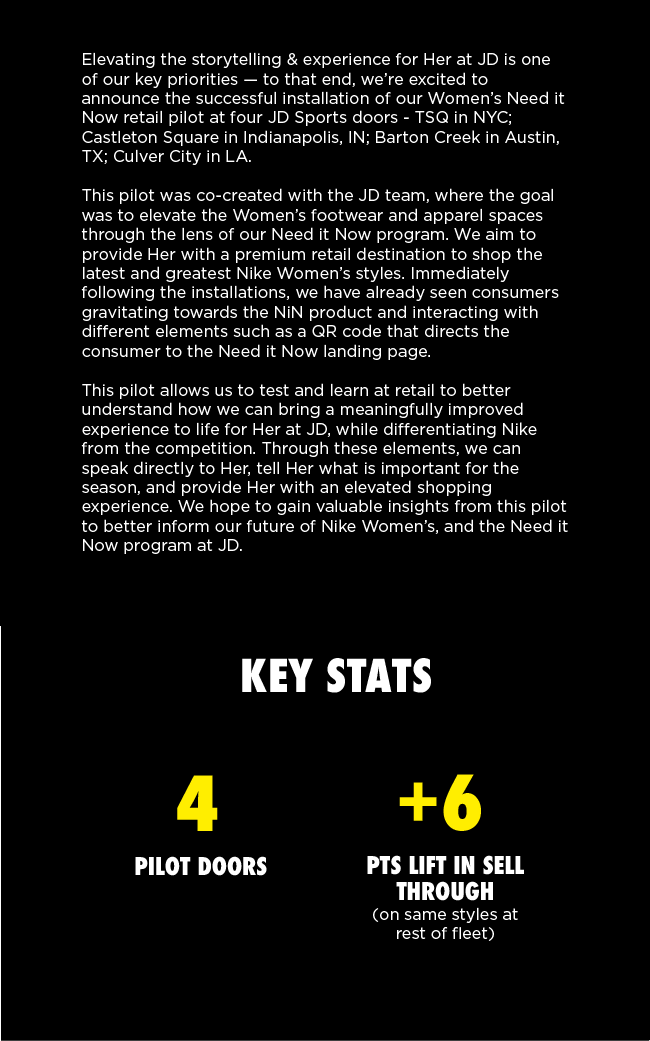 Elevating the storytelling & experience for Her at JD is one
of our key priorities — to that end, we’re excited to
announce the successful installation of our Women’s Need it
Now retail pilot at four JD Sports doors - TSQ in NYC;
Castleton Square in Indianapolis, IN; Barton Creek in Austin,
TX; Culver City in LA.
This pilot was co-created with the JD team, where the goal
was to elevate the Women’s footwear and apparel spaces
through the lens of our Need it Now program. We aim to
provide Her with a premium retail destination to shop the
latest and greatest Nike Women’s styles. Immediately
following the installations, we have already seen consumers
gravitating towards the NiN product and interacting with
different elements such as a QR code that directs the
consumer to the Need it Now landing page.
This pilot allows us to test and learn at retail to better
understand how we can bring a meaningfully improved
experience to life for Her at JD, while differentiating Nike
from the competition. Through these elements, we can
speak directly to Her, tell Her what is important for the
season, and provide Her with an elevated shopping
experience. We hope to gain valuable insights from this pilot
to better inform our future of Nike Women’s, and the Need it
Now program at JD.
KEY STATS
4
PILOT DOORS
+6
PTS LIFT IN SELL
THROUGH
(on same styles at
rest of fleet)